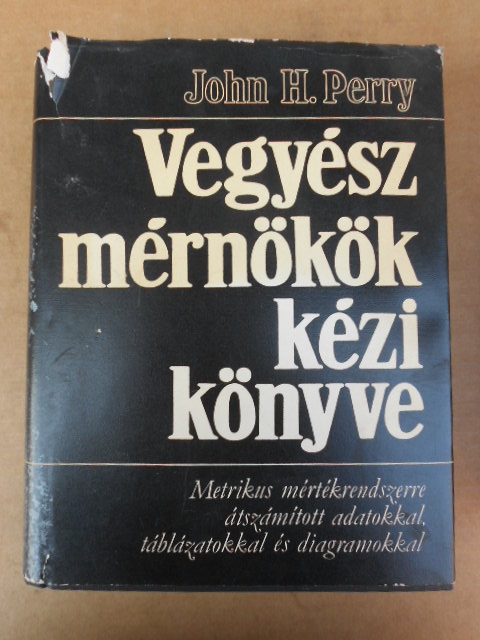 John H. Perry
Vegyész
mérnökök
kézi
könyve
Metrikus mértékrendszerre
átszámított adatokkal,
táblázatokkal és diagramokkal